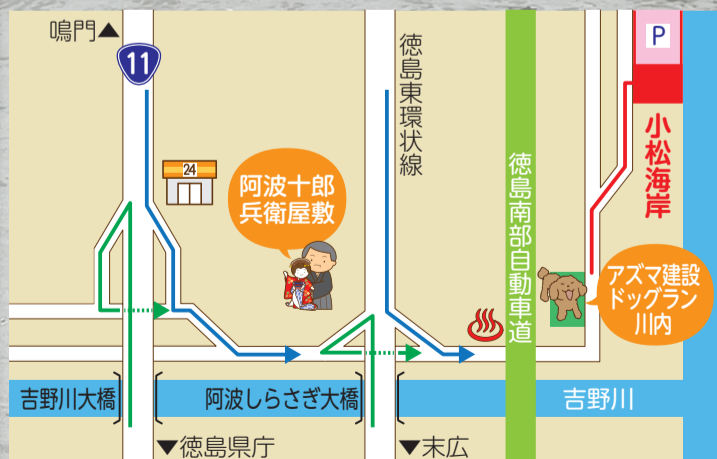 鳴門▲
11
24
阿波十郎
兵衛屋敷
徳島東環状線
徳島南部自動車道
P
小松海岸
アズマ建設
ドッグラン
川内
吉野川大橋
阿波しらさぎ大橋
吉野川
▼徳島県庁
▼末広